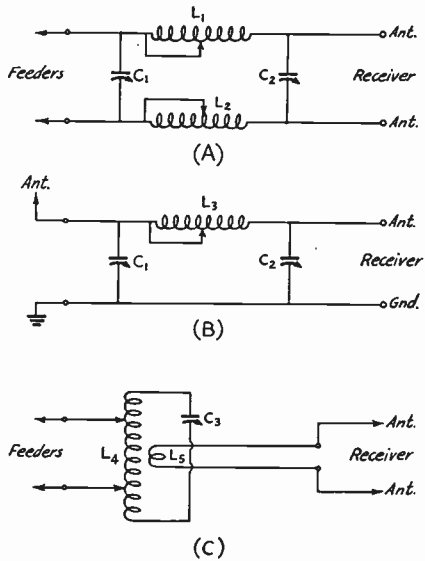 L1
Ant.
Feeders
C1
C2
Receiver
L2
Ant.
(A)
Ant.
L3
Ant.
C1
C2
Receiver
Gnd.
(B)
C3
Ant.
Feeders
L4
L5
Receiver
Ant.
(C)